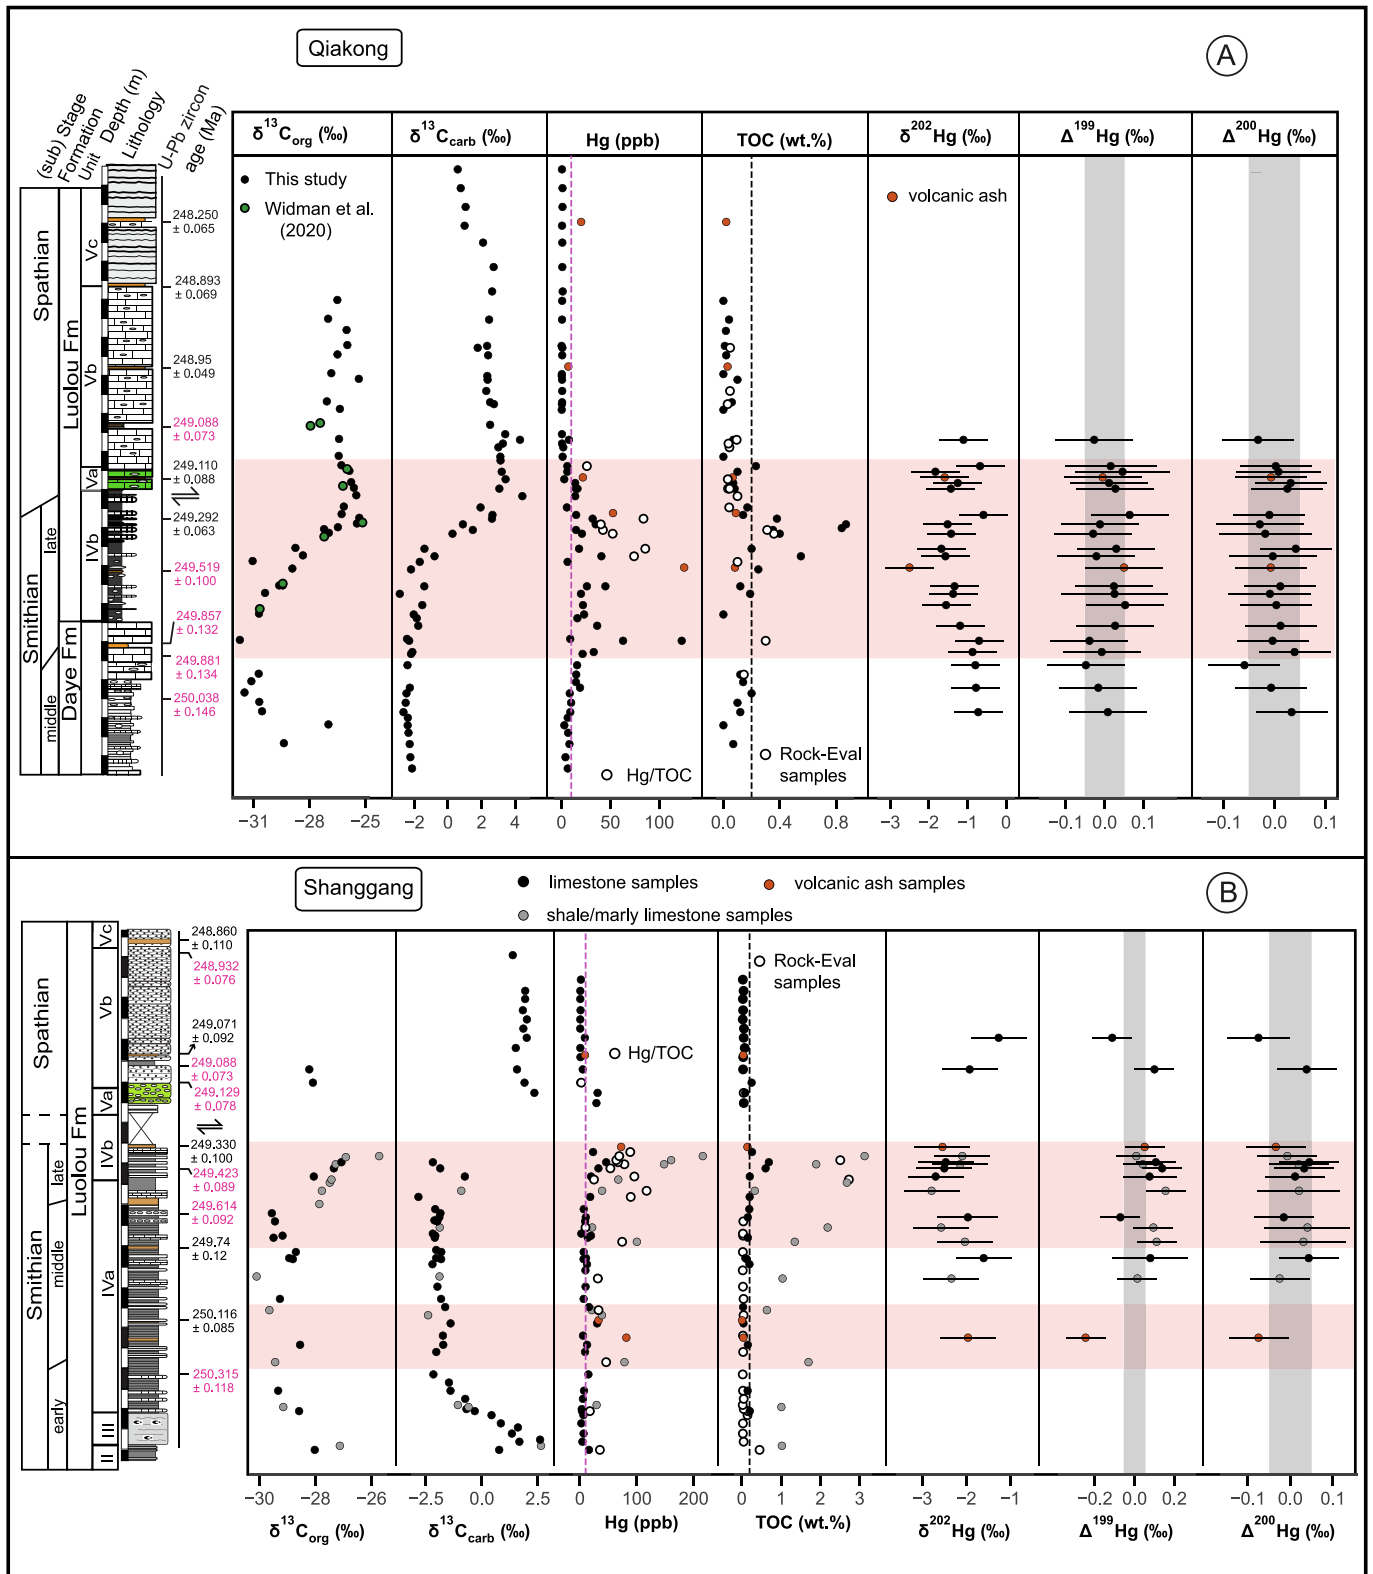 Qiakong
A
(sub) Stage
Formation
Unit
Depth (m)
Lithology
U-Pb zircon
age (Ma)
δ¹³C_org (‰)
δ¹³C_carb (‰)
Hg (ppb)
TOC (wt.%)
δ²⁰²Hg (‰)
Δ¹⁹⁹Hg (‰)
Δ²⁰⁰Hg (‰)
This study
Widman et al.
(2020)
volcanic ash
Spathian
Smithian
late
middle
Luolou Fm
Daye Fm
Vc
Vb
Va
IVb
248.250
± 0.065
248.893
± 0.069
248.95
± 0.049
249.088
± 0.073
249.110
± 0.088
249.292
± 0.063
249.519
± 0.100
249.857
± 0.132
249.881
± 0.134
250.038
± 0.146
Hg/TOC
Rock-Eval
samples
−31 −28 −25
−2 0 2 4
0 50 100
0.0 0.2 0.4 0.6 0.8
−3 −2 −1 0
−0.1 0.0 0.1
−0.1 0.0 0.1
Shanggang
B
limestone samples
volcanic ash samples
shale/marly limestone samples
Spathian
Smithian
late
middle
early
Luolou Fm
Vc
Vb
Va
IVb
IVa
III
II
248.860
± 0.110
248.932
± 0.076
249.071
± 0.092
249.088
± 0.073
249.129
± 0.078
249.330
± 0.100
249.423
± 0.089
249.614
± 0.092
249.74
± 0.12
250.116
± 0.085
250.315
± 0.118
Rock-Eval
samples
Hg/TOC
−30 −28 −26
−2.5 0.0 2.5
0 100 200
0 1 2 3
−3 −2 −1
−0.2 0.0 0.2
−0.1 0.0 0.1
δ¹³C_org (‰)
δ¹³C_carb (‰)
Hg (ppb)
TOC (wt.%)
δ²⁰²Hg (‰)
Δ¹⁹⁹Hg (‰)
Δ²⁰⁰Hg (‰)